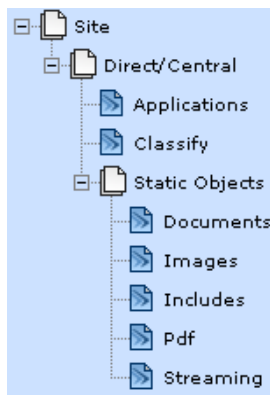 Site
Direct/Central
Applications
Classify
Static Objects
Documents
Images
Includes
Pdf
Streaming